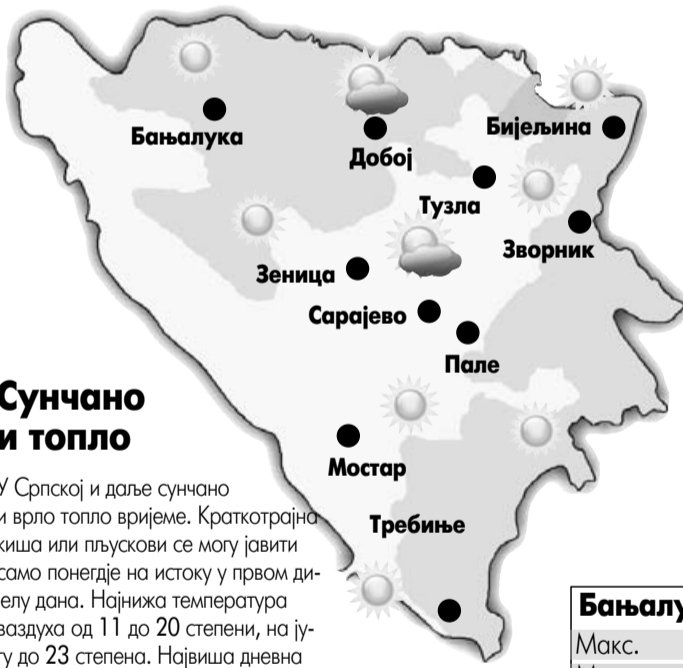 Бањалука
Добој
Бијељина
Тузла
Зворник
Зеница
Сарајево
Пале
Мостар
Требиње
Сунчано
и топло
У Српској и даље сунчано
и врло топло вријеме. Краткотрајна
киша или пљускови се могу јавити
само понегдје на истоку у првом ди-
јелу дана. Најнижа температура
ваздуха од 11 до 20 степени, на ју-
гу до 23 степена. Највиша дневна
Бањалу
Макс.